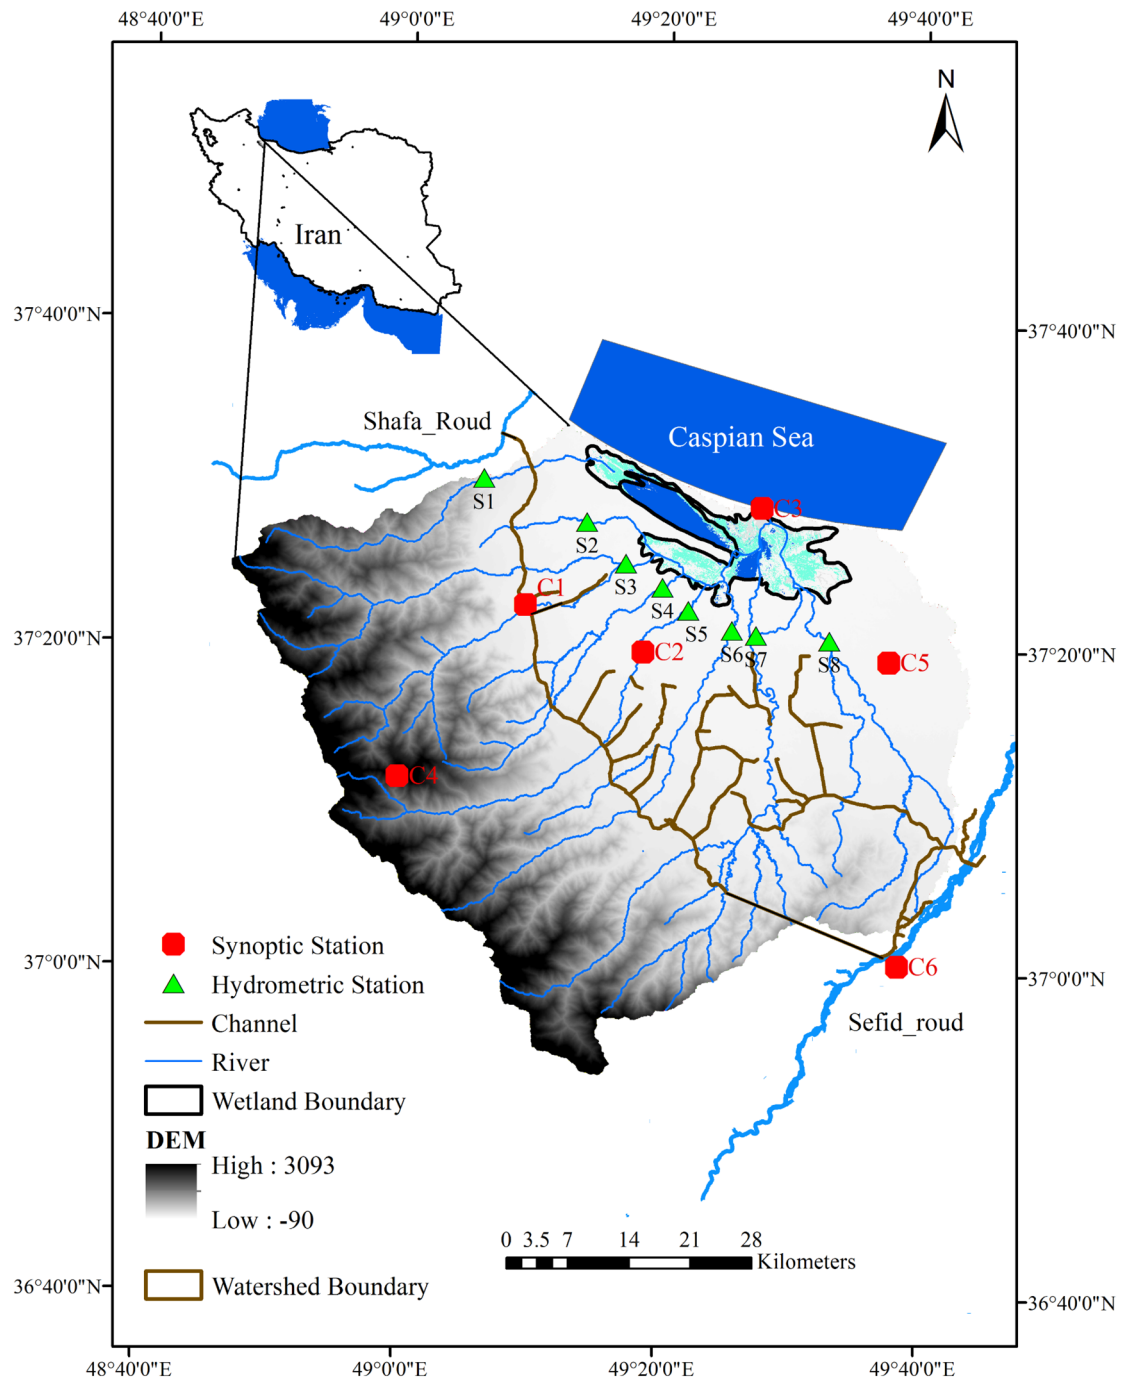 48°40'0"E
49°0'0"E
49°20'0"E
49°40'0"E
N
Iran
37°40'0"N
37°40'0"N
Shafa_Roud
Caspian Sea
S1
C3
S2
S3
C1
S4
S5
37°20'0"N
S6
S7
C2
S8
C5
37°20'0"N
C4
Synoptic Station
Hydrometric Station
37°0'0"N
C6
37°0'0"N
Channel
Sefid_roud
River
Wetland Boundary
DEM
High : 3093
Low : -90
0 3.5 7 14 21 28
Kilometers
Watershed Boundary
36°40'0"N
36°40'0"N
48°40'0"E
49°0'0"E
49°20'0"E
49°40'0"E